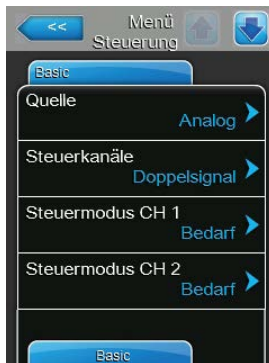 <<
Menü
Steuerung
Basic
Quelle
Analog
Steuerkanäle
Doppelsignal
Steuermodus CH 1
Bedarf
Steuermodus CH 2
Bedarf
Basic